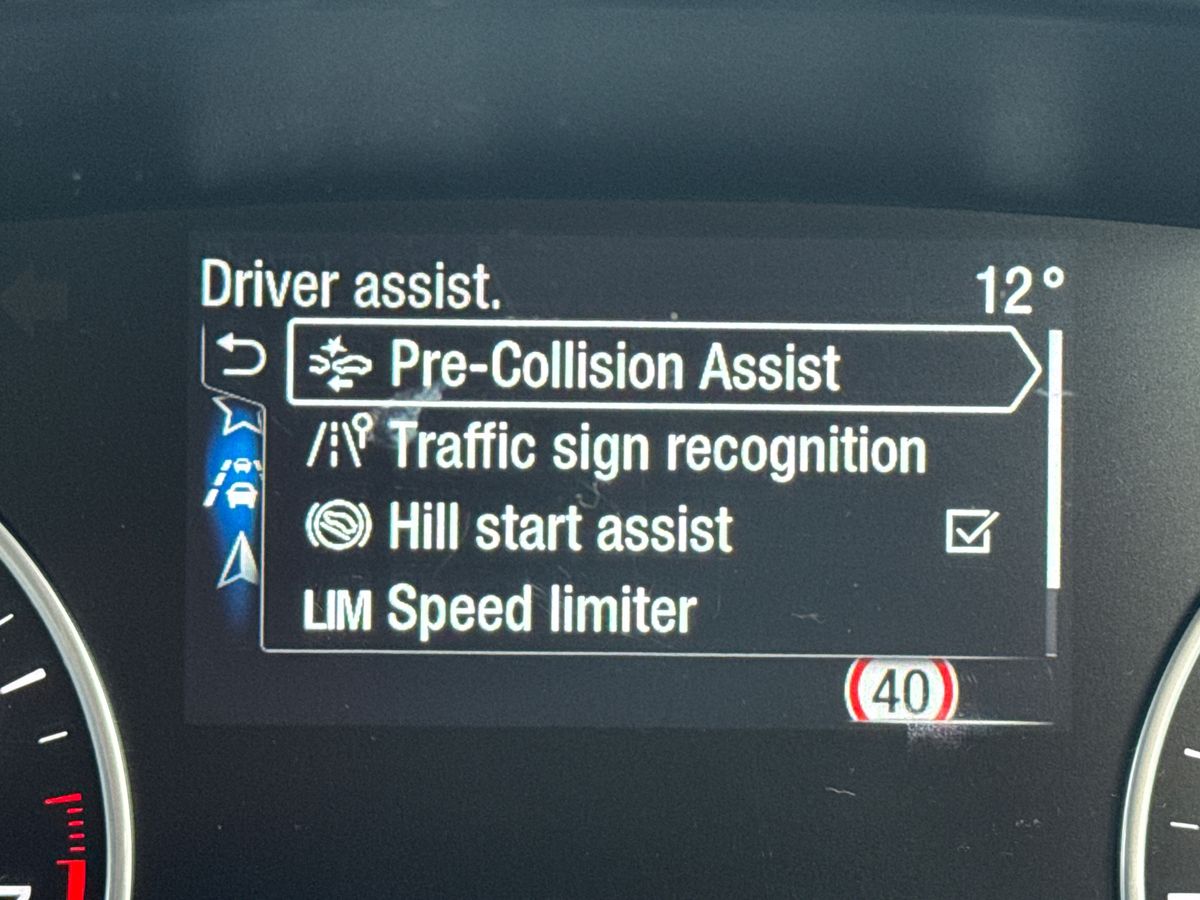 Driver assist.
12°
Pre-Collision Assist
Traffic sign recognition
Hill start assist
LIM Speed limiter
40